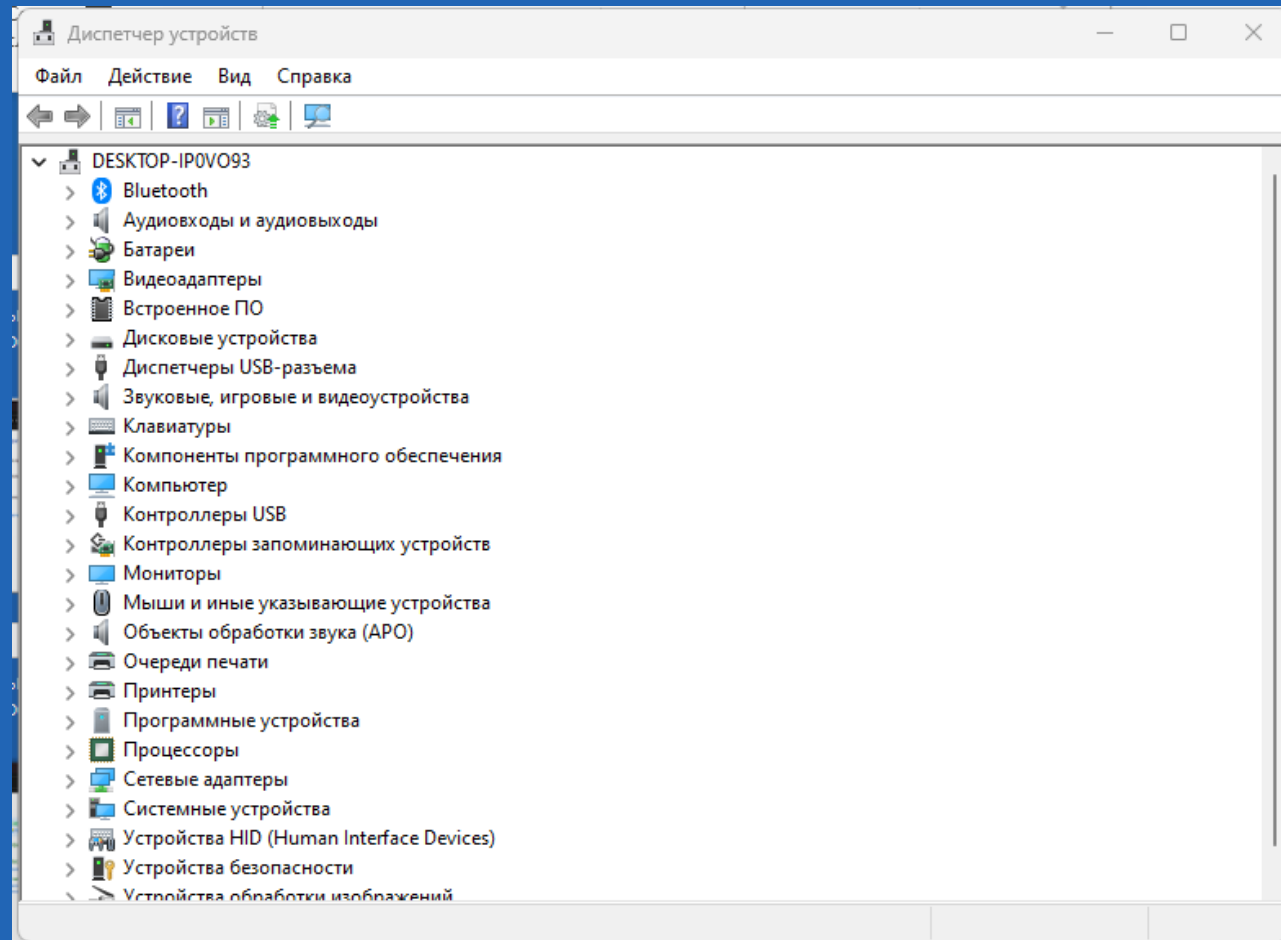 Диспетчер устройств
Файл Действие Вид Справка
DESKTOP-IP0VO93
Bluetooth
Аудиовходы и аудиовыходы
Батареи
Видеоадаптеры
Встроенное ПО
Дисковые устройства
Диспетчеры USB-разъема
Звуковые, игровые и видеоустройства
Клавиатуры
Компоненты программного обеспечения
Компьютер
Контроллеры USB
Контроллеры запоминающих устройств
Мониторы
Мыши и иные указывающие устройства
Объекты обработки звука (APO)
Очереди печати
Принтеры
Программные устройства
Процессоры
Сетевые адаптеры
Системные устройства
Устройства HID (Human Interface Devices)
Устройства безопасности
Устройства обработки изображений